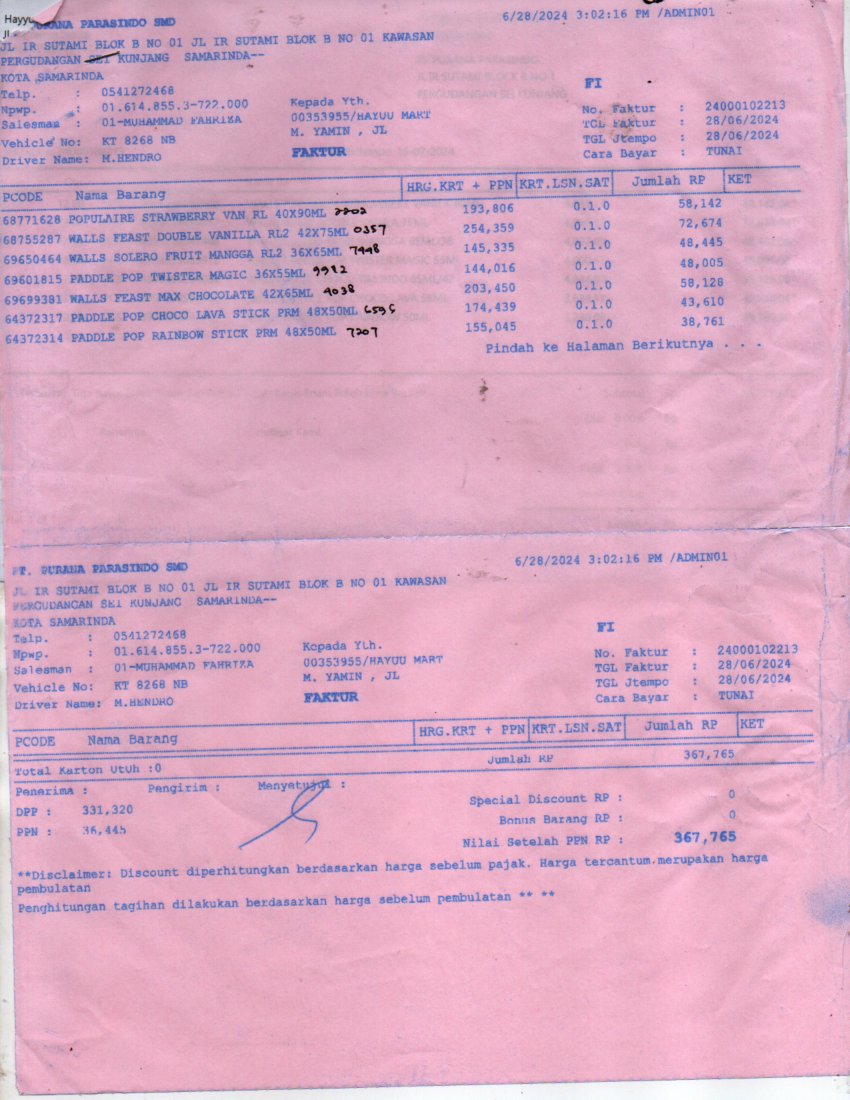 Hayyu
Jl
PURANA PARASINDO SMD 6/28/2024 3:02:16 PM /ADMIN01
JL IR SUTAMI BLOK B NO 01 JL IR SUTAMI BLOK B NO 01 KAWASAN
PERGUDANGAN SEI KUNJANG SAMARINDA--
KOTA SAMARINDA FI
Telp. : 0541272468
Npwp. : 01.614.855.3-722.000 Kepada Yth. No. Faktur : 24000102213
Salesman : 01-MUHAMMAD FAHRIZA 00353955/HAYUU MART TGL Faktur : 28/06/2024
Vehicle No: KT 8268 NB M. YAMIN , JL TGL Jtempo : 28/06/2024
Driver Name: M.HENDRO FAKTUR Cara Bayar : TUNAI
PCODE Nama Barang HRG.KRT + PPN KRT.LSN.SAT Jumlah RP KET
68771628 POPULAIRE STRAWBERRY VAN RL 40X90ML 2202 193,806 0.1.0 58,142
68755287 WALLS FEAST DOUBLE VANILLA RL2 42X75ML 0357 254,359 0.1.0 72,674
69650464 WALLS SOLERO FRUIT MANGGA RL2 36X65ML 7448 145,335 0.1.0 48,445
69601815 PADDLE POP TWISTER MAGIC 36X55ML 9982 144,016 0.1.0 48,005
69699381 WALLS FEAST MAX CHOCOLATE 42X65ML 4038 203,450 0.1.0 58,128
64372317 PADDLE POP CHOCO LAVA STICK PRM 48X50ML 174,439 0.1.0 43,610
64372314 PADDLE POP RAINBOW STICK PRM 48X50ML 7207 155,045 0.1.0 38,761
Pindah ke Halaman Berikutnya . . .
PT. PURANA PARASINDO SMD 6/28/2024 3:02:16 PM /ADMIN01
JL IR SUTAMI BLOK B NO 01 JL IR SUTAMI BLOK B NO 01 KAWASAN
PERGUDANGAN SEI KUNJANG SAMARINDA--
KOTA SAMARINDA FI
Telp. : 0541272468
Npwp. : 01.614.855.3-722.000 Kepada Yth. No. Faktur : 24000102213
Salesman : 01-MUHAMMAD FAHRIZA 00353955/HAYUU MART TGL Faktur : 28/06/2024
Vehicle No: KT 8268 NB M. YAMIN , JL TGL Jtempo : 28/06/2024
Driver Name: M.HENDRO FAKTUR Cara Bayar : TUNAI
PCODE Nama Barang HRG.KRT + PPN KRT.LSN.SAT Jumlah RP KET
Total Karton Utuh :0 Jumlah RP 367,765
Penerima : Pengirim : Menyetujui :
DPP : 331,320 Special Discount RP : 0
PPN : 36,445 Bonus Barang RP : 0
Nilai Setelah PPN RP : 367,765
**Disclaimer: Discount diperhitungkan berdasarkan harga sebelum pajak. Harga tercantum.merupakan harga
pembulatan
Penghitungan tagihan dilakukan berdasarkan harga sebelum pembulatan ** **